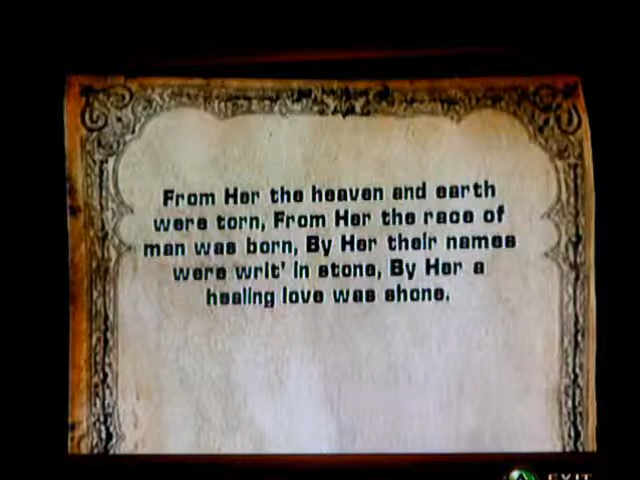 From Her the heaven and earth
were torn, From Her the race of
man was born, By Her their names
were writ' in stone, By Her a
healing love was shone.
A EXIT